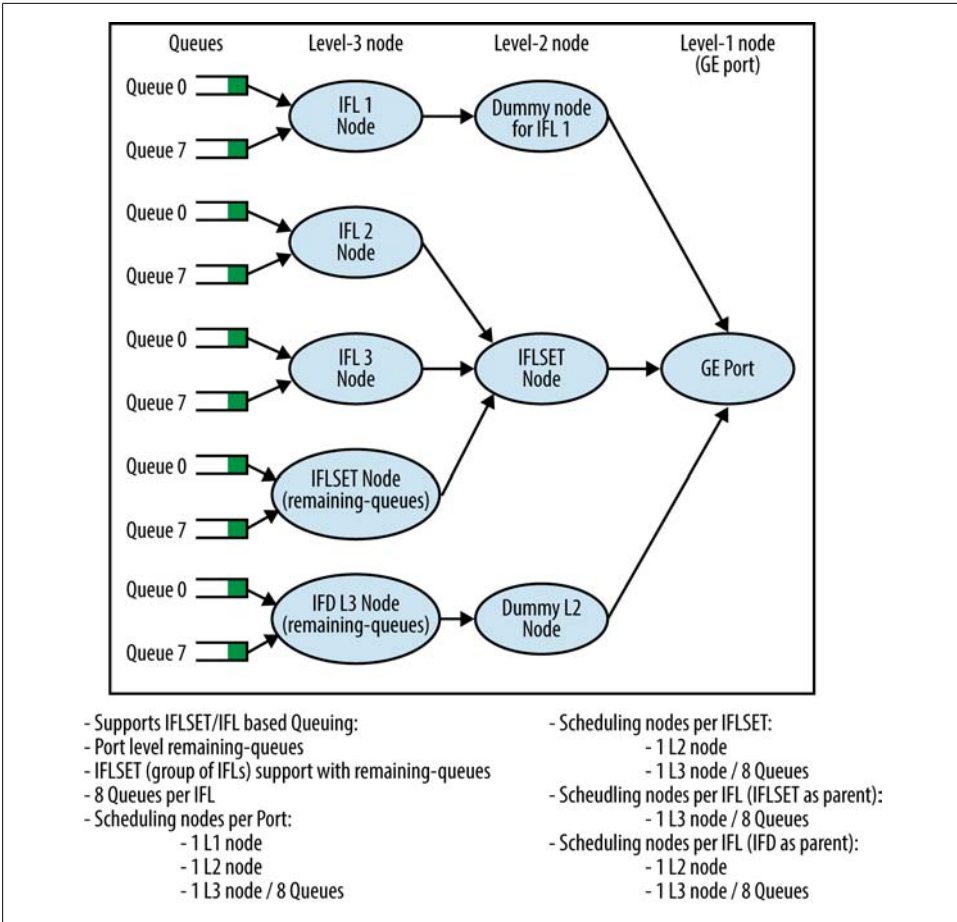 Queues
Level-3 node
Level-2 node
Level-1 node
(GE port)
Queue 0
Queue 7
IFL 1
Node
Dummy node
for IFL 1
Queue 0
Queue 7
IFL 2
Node
Queue 0
Queue 7
IFL 3
Node
IFLSET
Node
GE Port
Queue 0
Queue 7
IFLSET Node
(remaining-queues)
Queue 0
Queue 7
IFD L3 Node
(remaining-queues)
Dummy L2
Node
- Supports IFLSET/IFL based Queuing:
- Port level remaining-queues
- IFLSET (group of IFLs) support with remaining-queues
- 8 Queues per IFL
- Scheduling nodes per Port:
- 1 L1 node
- 1 L2 node
- 1 L3 node / 8 Queues
- Scheduling nodes per IFLSET:
- 1 L2 node
- 1 L3 node / 8 Queues
- Scheudling nodes per IFL (IFLSET as parent):
- 1 L3 node / 8 Queues
- Scheduling nodes per IFL (IFD as parent):
- 1 L2 node
- 1 L3 node / 8 Queues